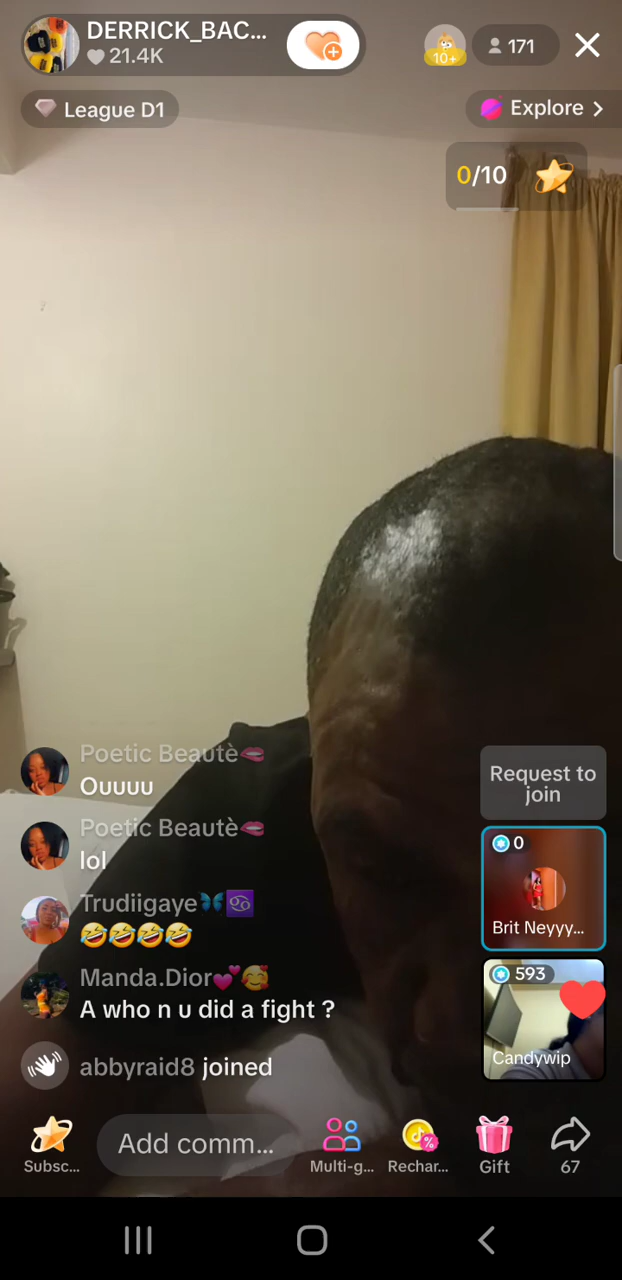 DERRICK_BAC...
21.4K
10+
171
League D1
Explore
0/10
Poetic Beautè🫦
Ouuuu
Poetic Beautè🫦
lol
Trudiigaye🦋♋
🤣🤣🤣🤣
Manda.Dior💕🥰
A who n u did a fight ?
abbyraid8 joined
Request to
join
0
Brit Neyyy...
593
Candywip
Subsc...
Add comm...
Multi-g...
Rechar...
Gift
67